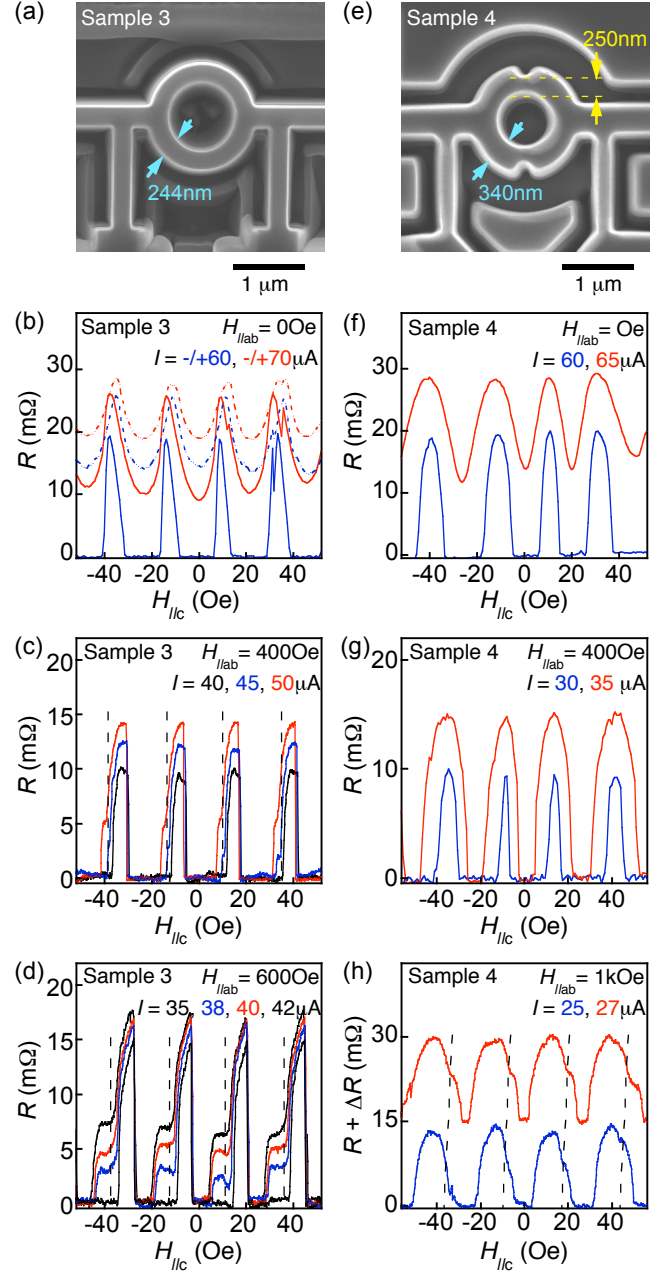 (a)
Sample 3
244nm
1 μm
(e)
Sample 4
250nm
340nm
1 μm
(b)
Sample 3
H//ab = 0Oe
I = -/+60, -/+70μA
R (mΩ)
30
20
10
0
-40 -20 0 20 40
H//c (Oe)
(f)
Sample 4
H//ab = Oe
I = 60, 65μA
R (mΩ)
30
20
10
0
-40 -20 0 20 40
H//c (Oe)
(c)
Sample 3
H//ab = 400Oe
I = 40, 45, 50μA
R (mΩ)
20
15
10
5
0
-40 -20 0 20 40
H//c (Oe)
(g)
Sample 4
H//ab = 400Oe
I = 30, 35 μA
R (mΩ)
20
15
10
5
0
-40 -20 0 20 40
H//c (Oe)
(d)
Sample 3
H//ab = 600Oe
I = 35, 38, 40, 42μA
R (mΩ)
20
15
10
5
0
-40 -20 0 20 40
H//c (Oe)
(h)
Sample 4
H//ab = 1kOe
I = 25, 27μA
R + ΔR (mΩ)
30
15
0
-40 -20 0 20 40
H//c (Oe)